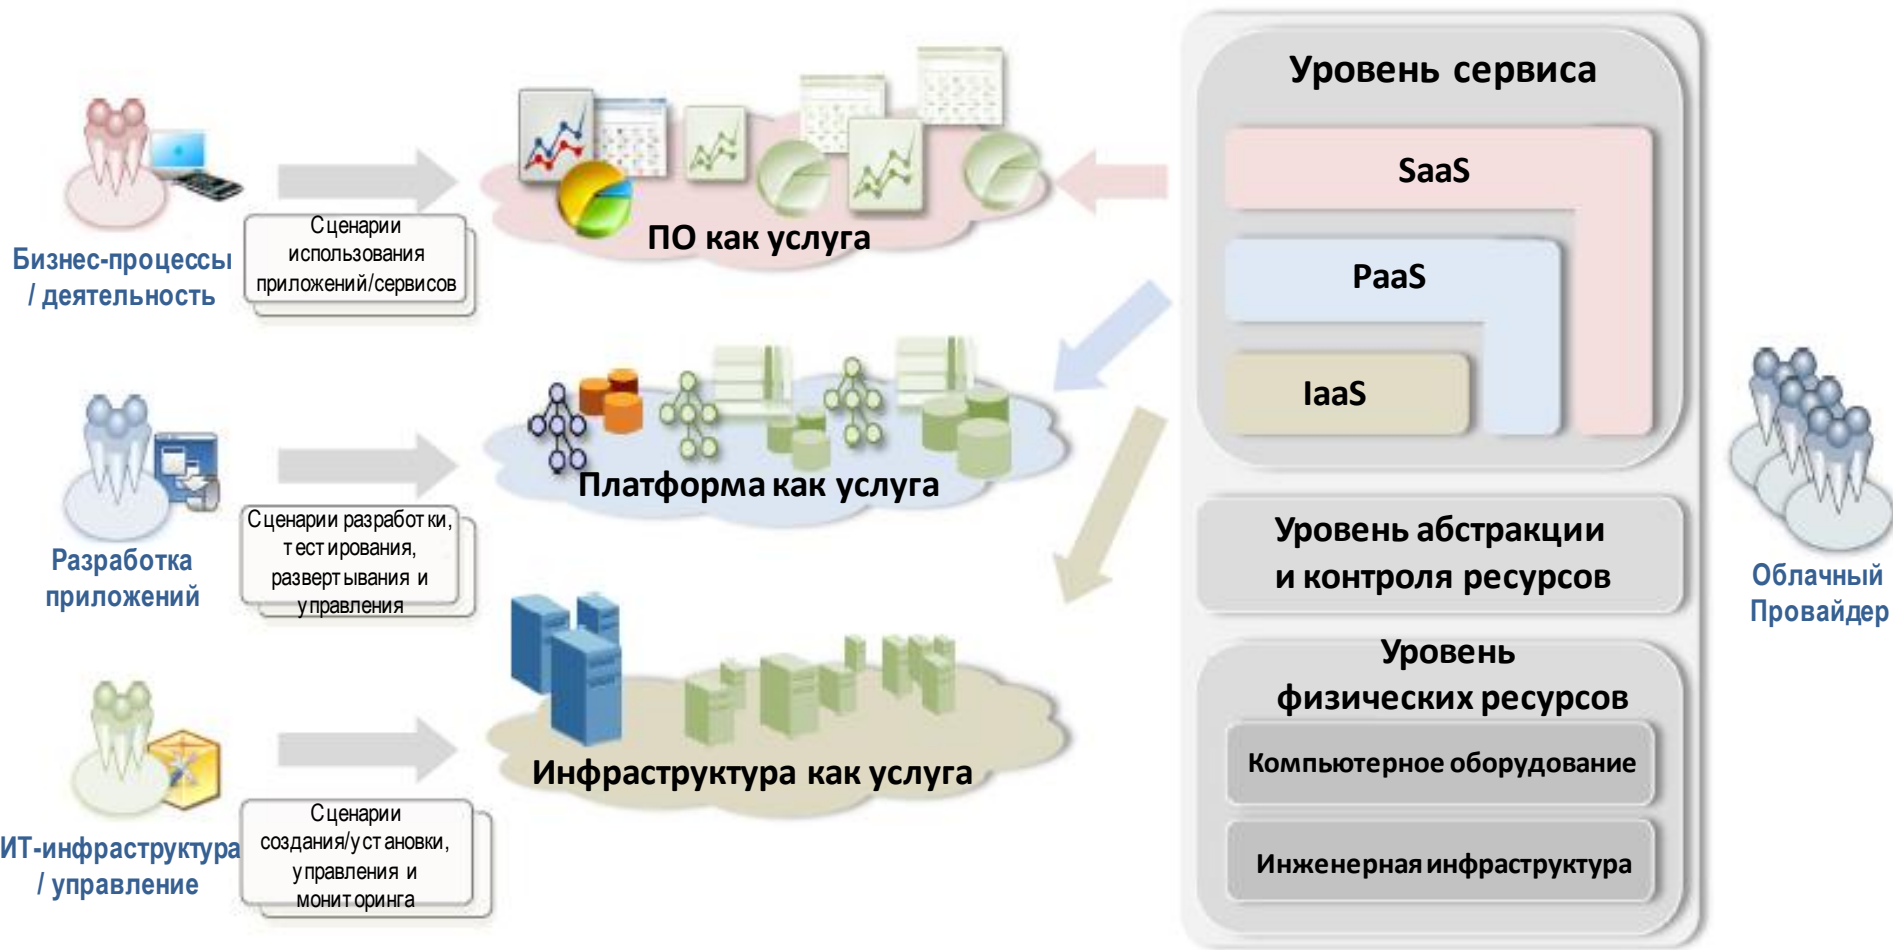 Бизнес-процессы
/ деятельность
Сценарии
использования
приложений/сервисов
ПО как услуга
Разработка
приложений
Сценарии разработки,
тестирования,
развертывания и
управления
Платформа как услуга
ИТ-инфраструктура
/ управление
Сценарии
создания/установки,
управления и
мониторинга
Инфраструктура как услуга
Уровень сервиса
SaaS
PaaS
IaaS
Уровень абстракции
и контроля ресурсов
Уровень
физических ресурсов
Компьютерное оборудование
Инженерная инфраструктура
Облачный
Провайдер